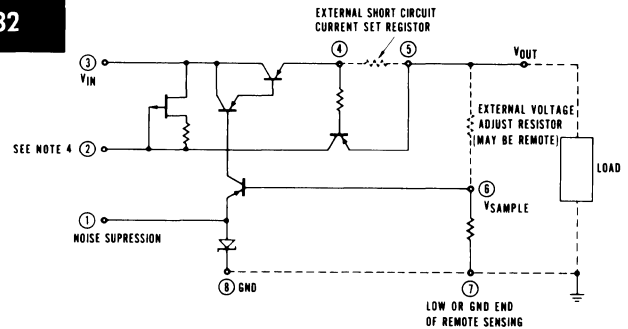 32
EXTERNAL SHORT CIRCUIT
CURRENT SET REGISTOR
4
5
VOUT
3
VIN
EXTERNAL VOLTAGE
ADJUST RESISTOR
(MAY BE REMOTE)
SEE NOTE 4 2
LOAD
6
VSAMPLE
1
NOISE SUPRESSION
8 GND
7
LOW OR GND END
OF REMOTE SENSING